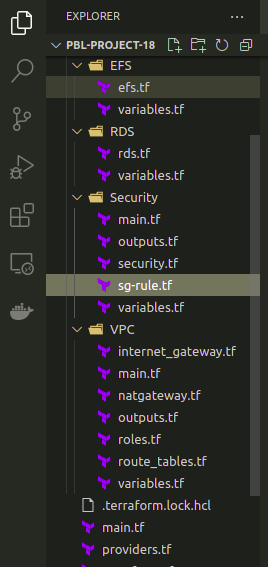 EXPLORER
PBL-PROJECT-18
EFS
efs.tf
variables.tf
RDS
rds.tf
variables.tf
Security
main.tf
outputs.tf
security.tf
sg-rule.tf
variables.tf
VPC
internet_gateway.tf
main.tf
natgateway.tf
outputs.tf
roles.tf
route_tables.tf
variables.tf
.terraform.lock.hcl
main.tf
providers.tf